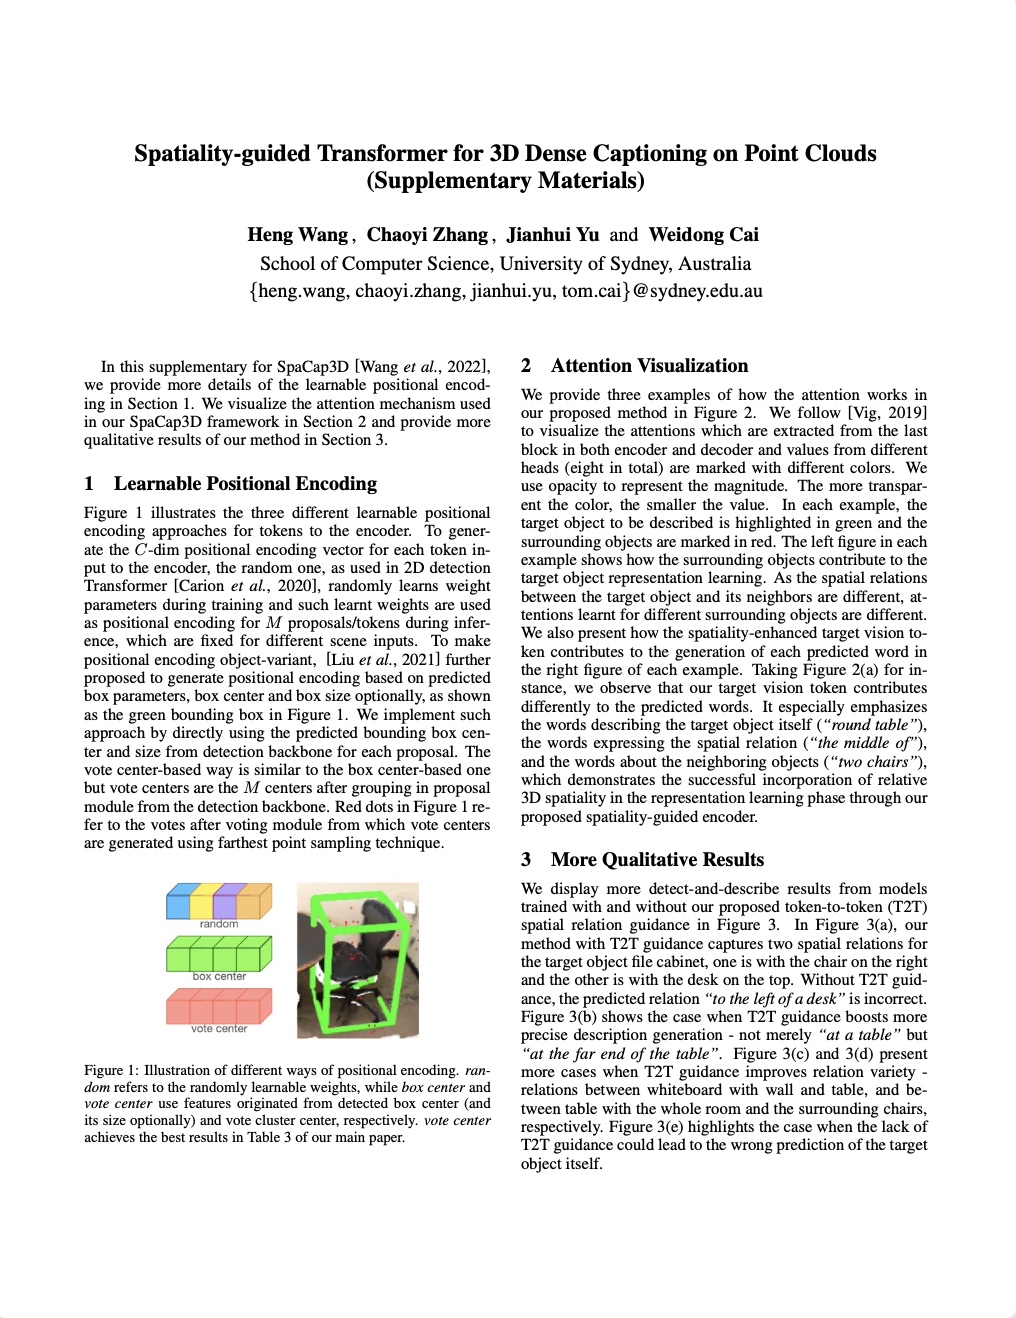 Spatiality-guided Transformer for 3D Dense Captioning on Point Clouds
(Supplementary Materials)
Heng Wang , Chaoyi Zhang , Jianhui Yu and Weidong Cai
School of Computer Science, University of Sydney, Australia
{heng.wang, chaoyi.zhang, jianhui.yu, tom.cai}@sydney.edu.au
In this supplementary for SpaCap3D [Wang et al., 2022],
we provide more details of the learnable positional encod-
ing in Section 1. We visualize the attention mechanism used
in our SpaCap3D framework in Section 2 and provide more
qualitative results of our method in Section 3.
1 Learnable Positional Encoding
Figure 1 illustrates the three different learnable positional
encoding approaches for tokens to the encoder. To gener-
ate the C-dim positional encoding vector for each token in-
put to the encoder, the random one, as used in 2D detection
Transformer [Carion et al., 2020], randomly learns weight
parameters during training and such learnt weights are used
as positional encoding for M proposals/tokens during infer-
ence, which are fixed for different scene inputs. To make
positional encoding object-variant, [Liu et al., 2021] further
proposed to generate positional encoding based on predicted
box parameters, box center and box size optionally, as shown
as the green bounding box in Figure 1. We implement such
approach by directly using the predicted bounding box cen-
ter and size from detection backbone for each proposal. The
vote center-based way is similar to the box center-based one
but vote centers are the M centers after grouping in proposal
module from the detection backbone. Red dots in Figure 1 re-
fer to the votes after voting module from which vote centers
are generated using farthest point sampling technique.
random
box center
vote center
Figure 1: Illustration of different ways of positional encoding. ran-
dom refers to the randomly learnable weights, while box center and
vote center use features originated from detected box center (and
its size optionally) and vote cluster center, respectively. vote center
achieves the best results in Table 3 of our main paper.
2 Attention Visualization
We provide three examples of how the attention works in
our proposed method in Figure 2. We follow [Vig, 2019]
to visualize the attentions which are extracted from the last
block in both encoder and decoder and values from different
heads (eight in total) are marked with different colors. We
use opacity to represent the magnitude. The more transpar-
ent the color, the smaller the value. In each example, the
target object to be described is highlighted in green and the
surrounding objects are marked in red. The left figure in each
example shows how the surrounding objects contribute to the
target object representation learning. As the spatial relations
between the target object and its neighbors are different, at-
tentions learnt for different surrounding objects are different.
We also present how the spatiality-enhanced target vision to-
ken contributes to the generation of each predicted word in
the right figure of each example. Taking Figure 2(a) for in-
stance, we observe that our target vision token contributes
differently to the predicted words. It especially emphasizes
the words describing the target object itself (“round table”),
the words expressing the spatial relation (“the middle of”),
and the words about the neighboring objects (“two chairs”),
which demonstrates the successful incorporation of relative
3D spatiality in the representation learning phase through our
proposed spatiality-guided encoder.
3 More Qualitative Results
We display more detect-and-describe results from models
trained with and without our proposed token-to-token (T2T)
spatial relation guidance in Figure 3. In Figure 3(a), our
method with T2T guidance captures two spatial relations for
the target object file cabinet, one is with the chair on the right
and the other is with the desk on the top. Without T2T guid-
ance, the predicted relation “to the left of a desk” is incorrect.
Figure 3(b) shows the case when T2T guidance boosts more
precise description generation - not merely “at a table” but
“at the far end of the table”. Figure 3(c) and 3(d) present
more cases when T2T guidance improves relation variety -
relations between whiteboard with wall and table, and be-
tween table with the whole room and the surrounding chairs,
respectively. Figure 3(e) highlights the case when the lack of
T2T guidance could lead to the wrong prediction of the target
object itself.